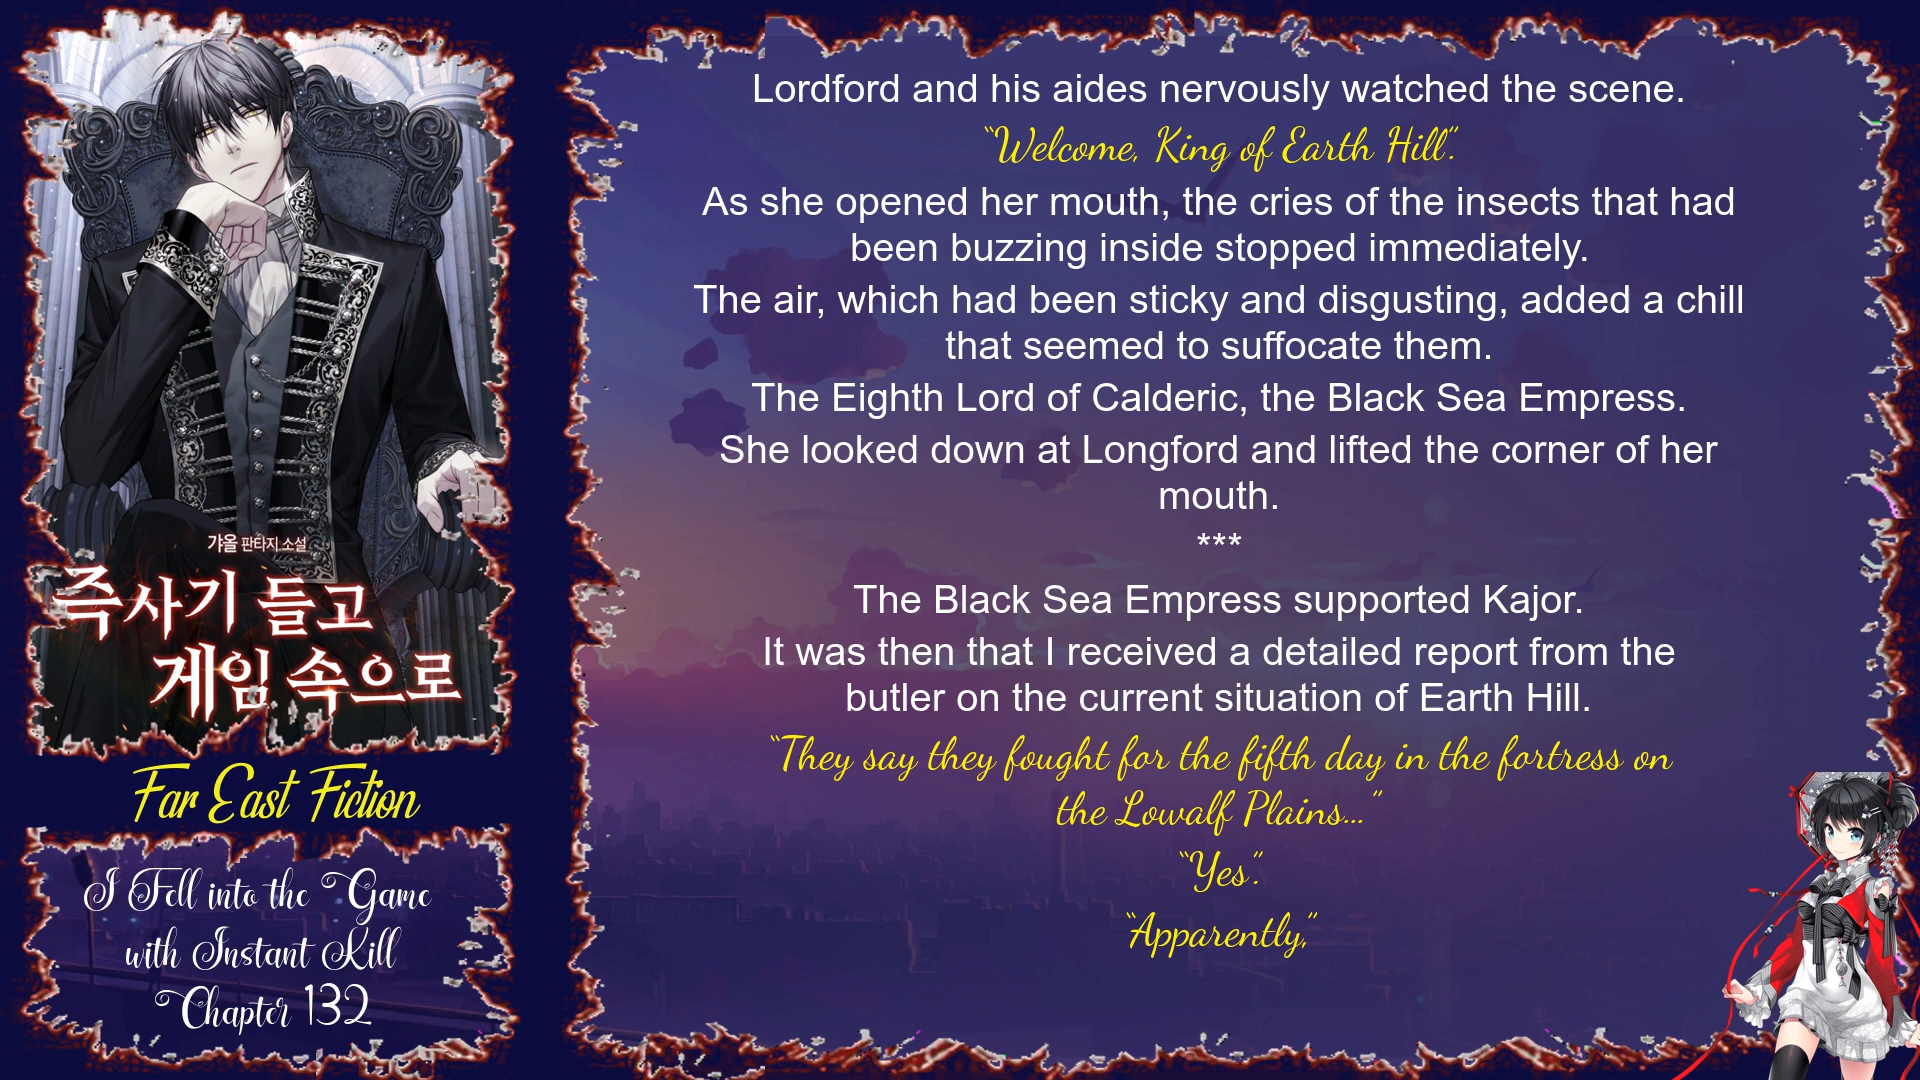 갸올 판타지 소설
즉사기 들고
게임 속으로
Far East Fiction
I Fell into the Game
with Instant Kill
Chapter 132
Lordford and his aides nervously watched the scene.
“Welcome, King of Earth Hill”.
As she opened her mouth, the cries of the insects that had
been buzzing inside stopped immediately.
The air, which had been sticky and disgusting, added a chill
that seemed to suffocate them.
The Eighth Lord of Calderic, the Black Sea Empress.
She looked down at Longford and lifted the corner of her
mouth.
***
The Black Sea Empress supported Kajor.
It was then that I received a detailed report from the
butler on the current situation of Earth Hill.
“They say they fought for the fifth day in the fortress on
the Lowalf Plains...”
“Yes”.
“Apparently,”